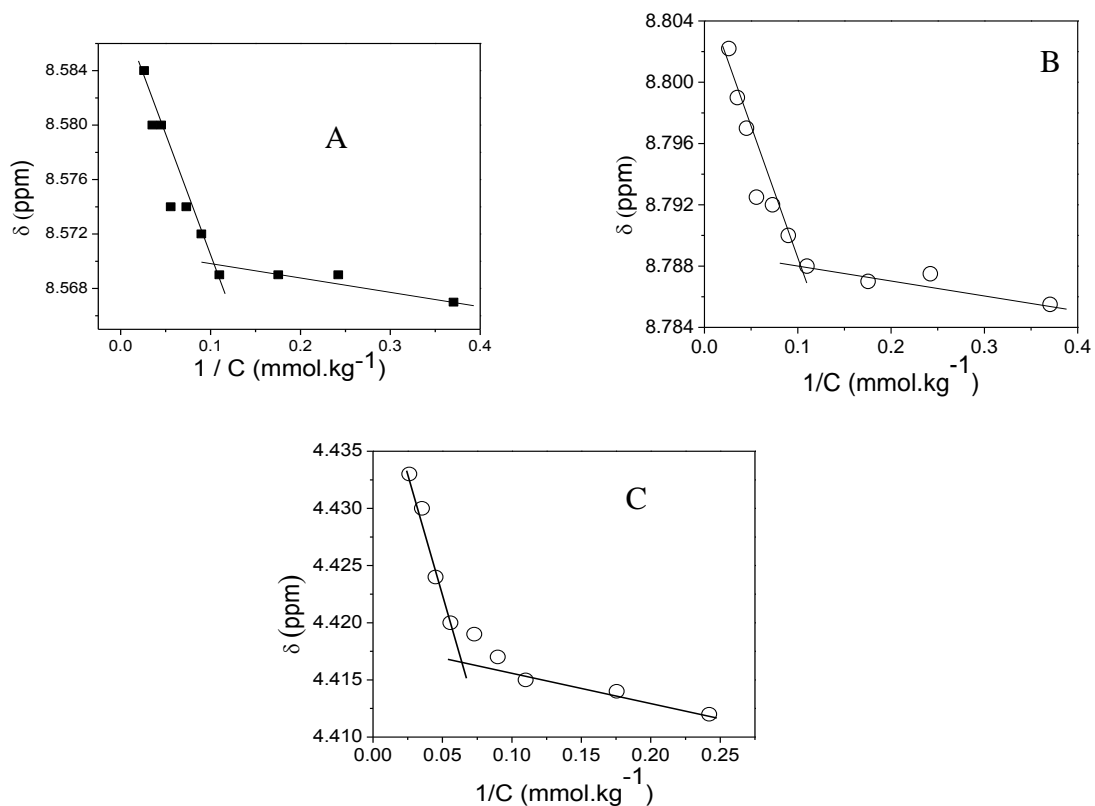 8.584
8.580
8.576
8.572
8.568
δ (ppm)
A
0.0 0.1 0.2 0.3 0.4
1 / C (mmol.kg⁻¹)
8.804
8.800
8.796
8.792
8.788
8.784
δ (ppm)
B
0.0 0.1 0.2 0.3 0.4
1/C (mmol.kg⁻¹)
4.435
4.430
4.425
4.420
4.415
4.410
δ (ppm)
C
0.00 0.05 0.10 0.15 0.20 0.25
1/C (mmol.kg⁻¹)